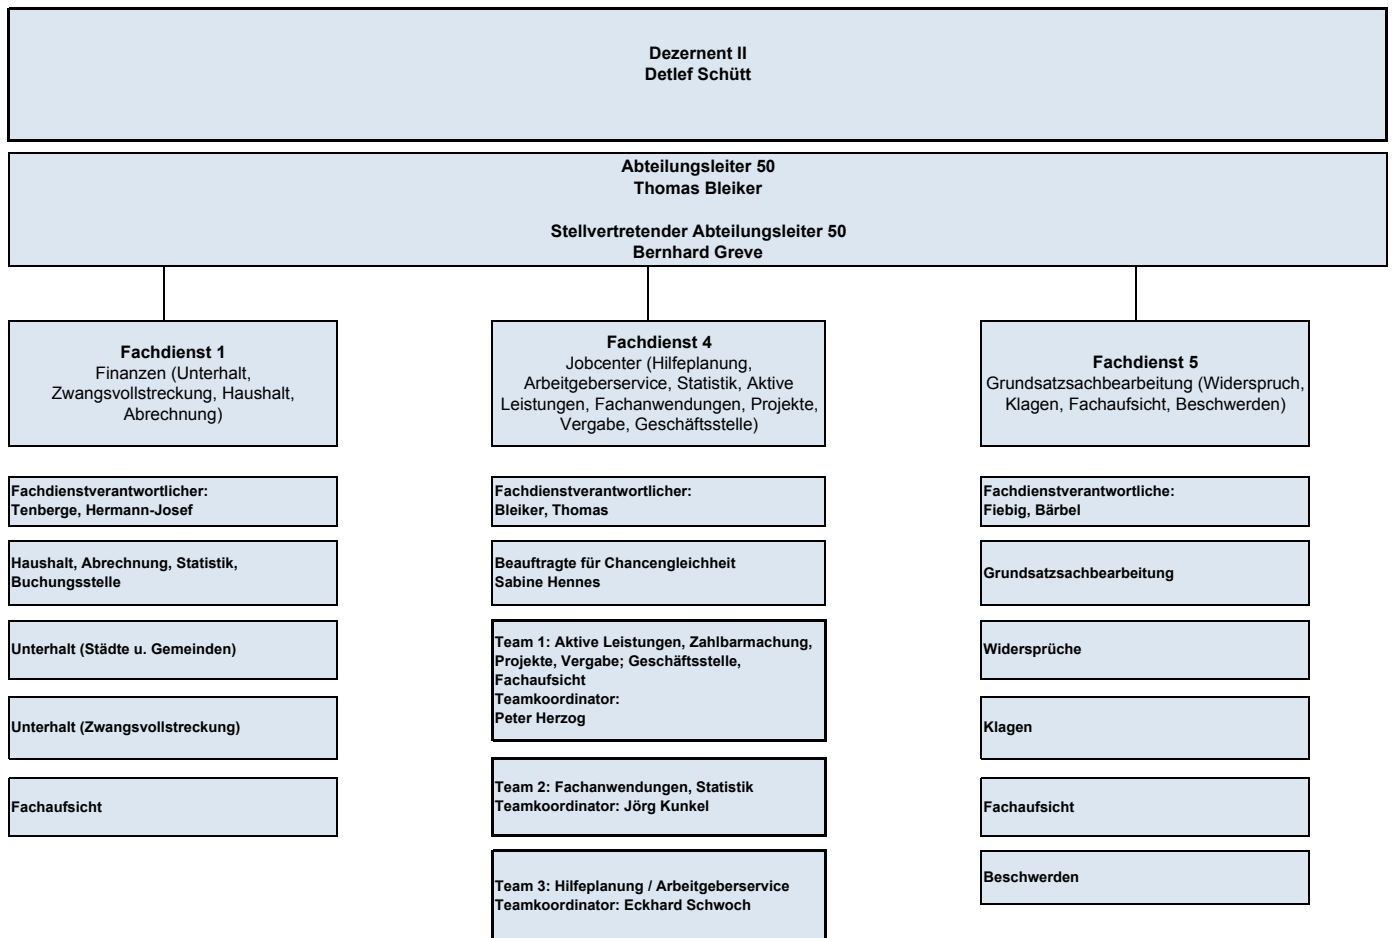 Dezernent II
Detlef Schütt
Abteilungsleiter 50
Thomas Bleiker
Stellvertretender Abteilungsleiter 50
Bernhard Greve
Fachdienst 1
Finanzen (Unterhalt,
Zwangsvollstreckung, Haushalt,
Abrechnung)
Fachdienstverantwortlicher:
Tenberge, Hermann-Josef
Haushalt, Abrechnung, Statistik,
Buchungsstelle
Unterhalt (Städte u. Gemeinden)
Unterhalt (Zwangsvollstreckung)
Fachaufsicht
Fachdienst 4
Jobcenter (Hilfeplanung,
Arbeitgeberservice, Statistik, Aktive
Leistungen, Fachanwendungen, Projekte,
Vergabe, Geschäftsstelle)
Fachdienstverantwortlicher:
Bleiker, Thomas
Beauftragte für Chancengleichheit
Sabine Hennes
Team 1: Aktive Leistungen, Zahlbarmachung,
Projekte, Vergabe; Geschäftsstelle,
Fachaufsicht
Teamkoordinator:
Peter Herzog
Team 2: Fachanwendungen, Statistik
Teamkoordinator: Jörg Kunkel
Team 3: Hilfeplanung / Arbeitgeberservice
Teamkoordinator: Eckhard Schwoch
Fachdienst 5
Grundsatzsachbearbeitung (Widerspruch,
Klagen, Fachaufsicht, Beschwerden)
Fachdienstverantwortliche:
Fiebig, Bärbel
Grundsatzsachbearbeitung
Widersprüche
Klagen
Fachaufsicht
Beschwerden